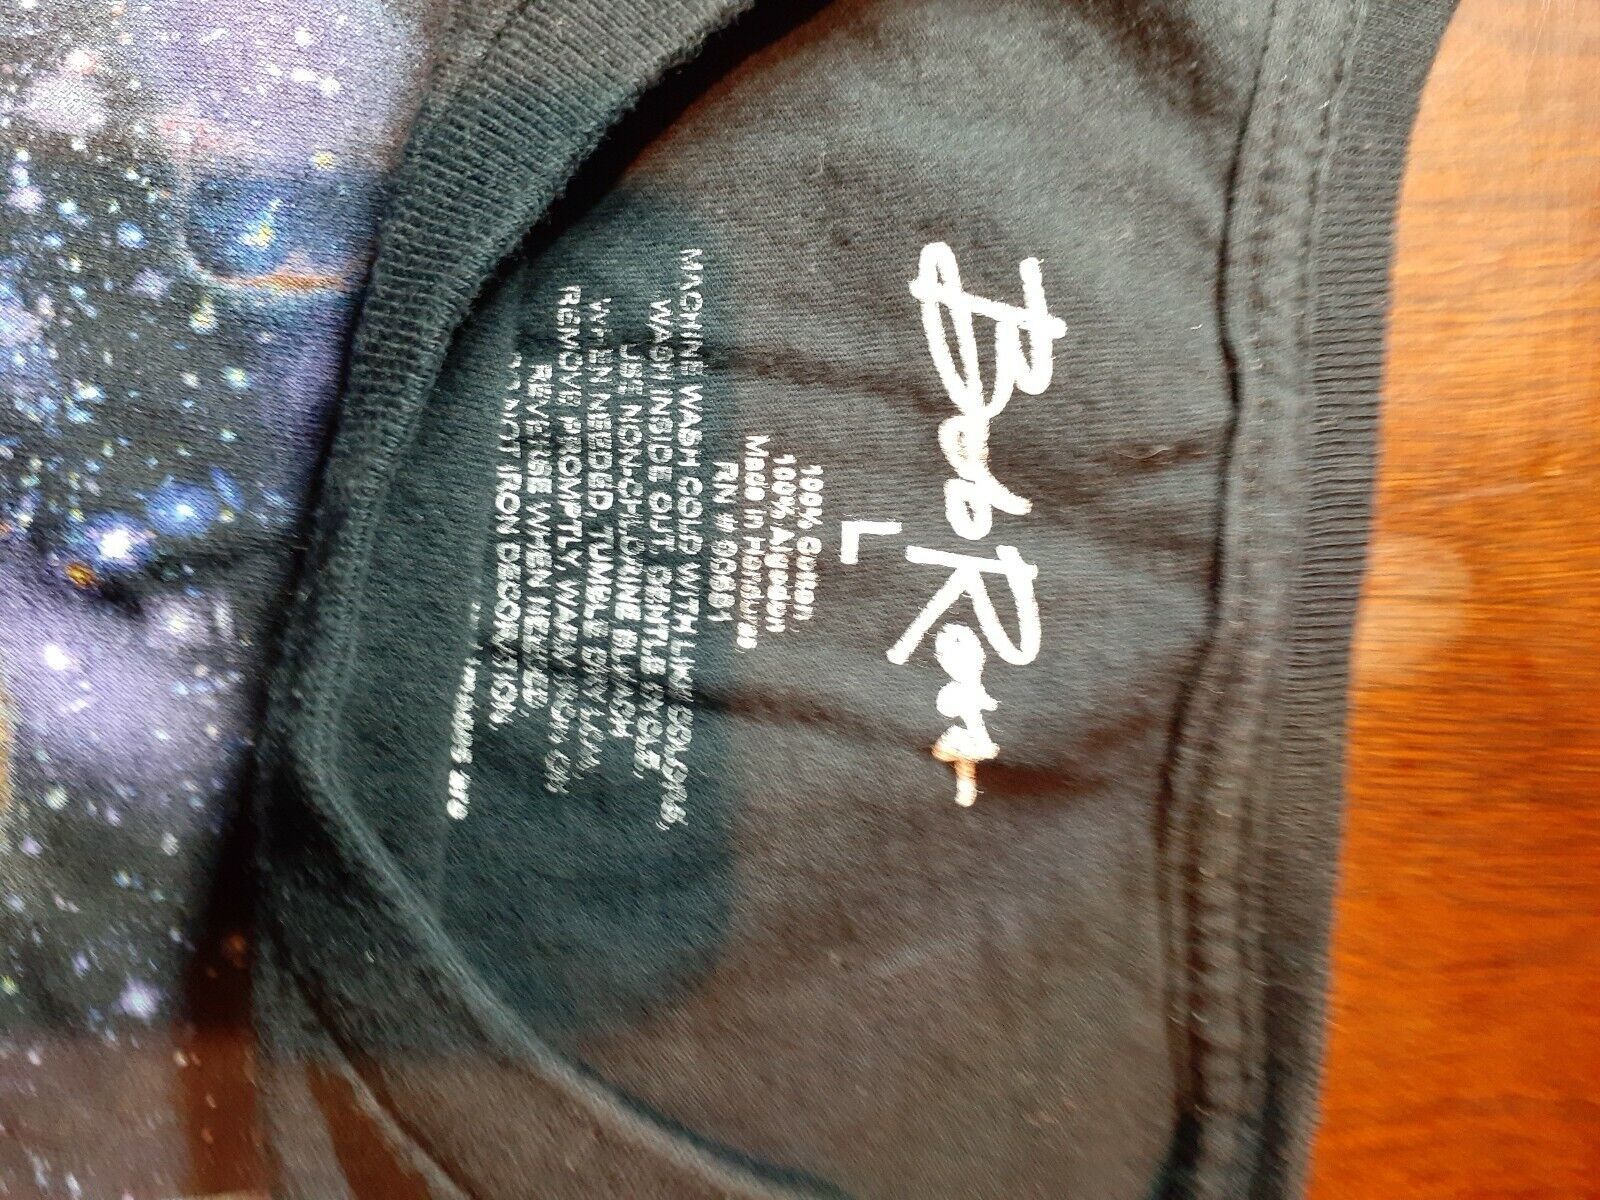 Bob Ross
L
100% Cotton,
100% Algodon
Made in Honduras
RN # 90681
MACHINE WASH COLD WITH LIKE COLORS,
WASH INSIDE OUT, GENTLE CYCLE,
USE NON-CHLORINE BLEACH
WHEN NEEDED, TUMBLE DRY LOW,
REMOVE PROMPTLY, WARM IRON ON
REVERSE WHEN NEEDED,
DO NOT IRON DECORATION.